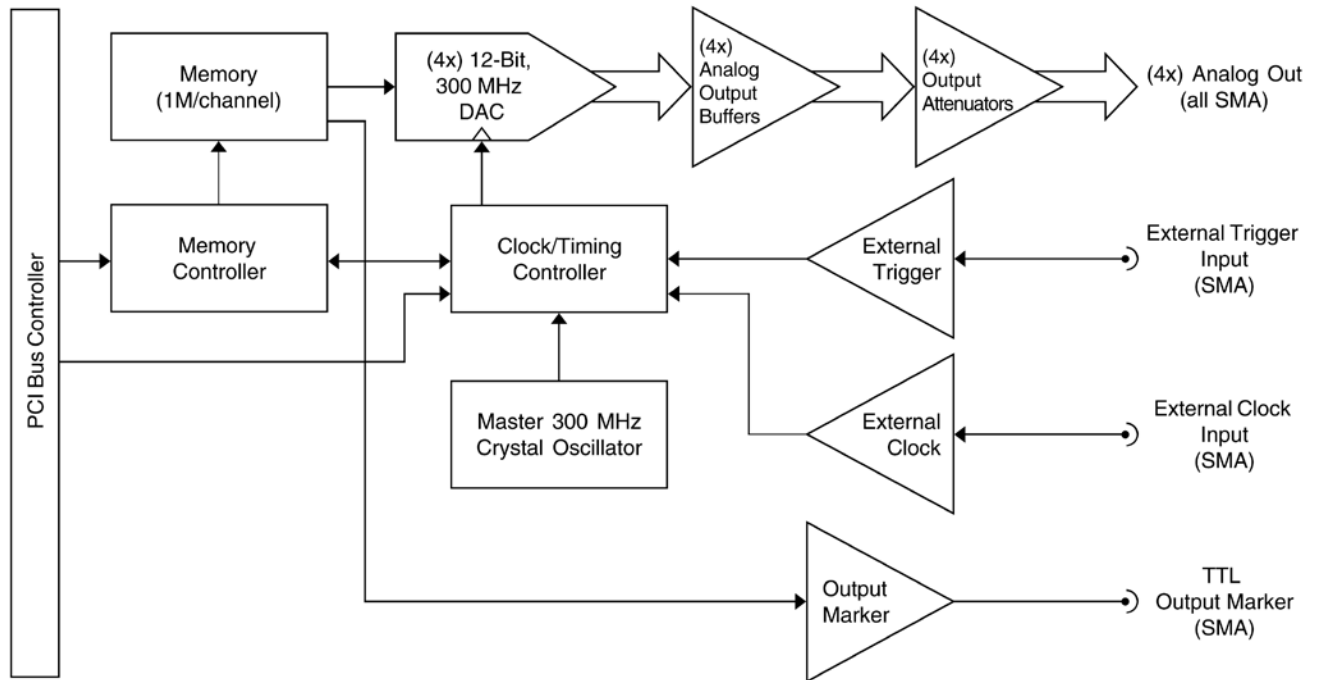 PCI Bus Controller
Memory
(1M/channel)
(4x) 12-Bit,
300 MHz
DAC
(4x)
Analog
Output
Buffers
(4x)
Output
Attenuators
(4x) Analog Out
(all SMA)
Memory
Controller
Clock/Timing
Controller
External
Trigger
External Trigger
Input
(SMA)
Master 300 MHz
Crystal Oscillator
External
Clock
External Clock
Input
(SMA)
Output
Marker
TTL
Output Marker
(SMA)